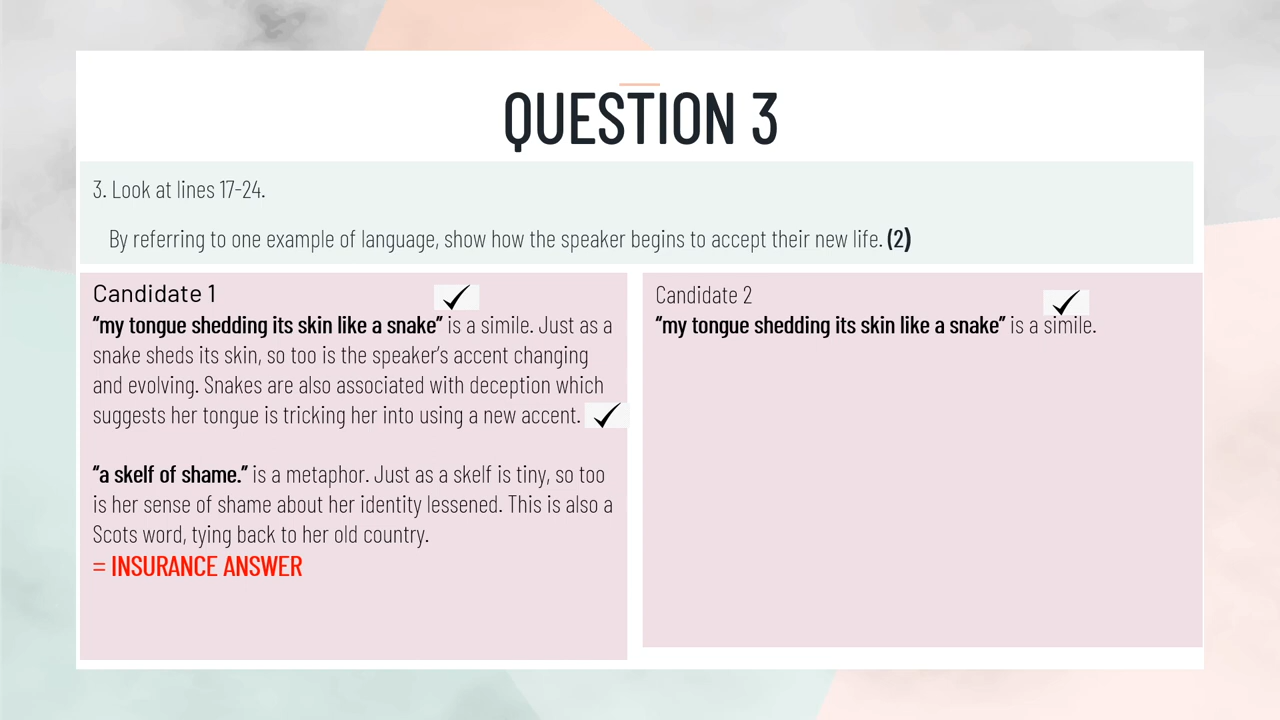 QUESTION 3
3. Look at lines 17-24.
By referring to one example of language, show how the speaker begins to accept their new life. (2)
Candidate 1
“my tongue shedding its skin like a snake” is a simile. Just as a
snake sheds its skin, so too is the speaker’s accent changing
and evolving. Snakes are also associated with deception which
suggests her tongue is tricking her into using a new accent.
“a skelf of shame.” is a metaphor. Just as a skelf is tiny, so too
is her sense of shame about her identity lessened. This is also a
Scots word, tying back to her old country.
= INSURANCE ANSWER
Candidate 2
“my tongue shedding its skin like a snake” is a simile.